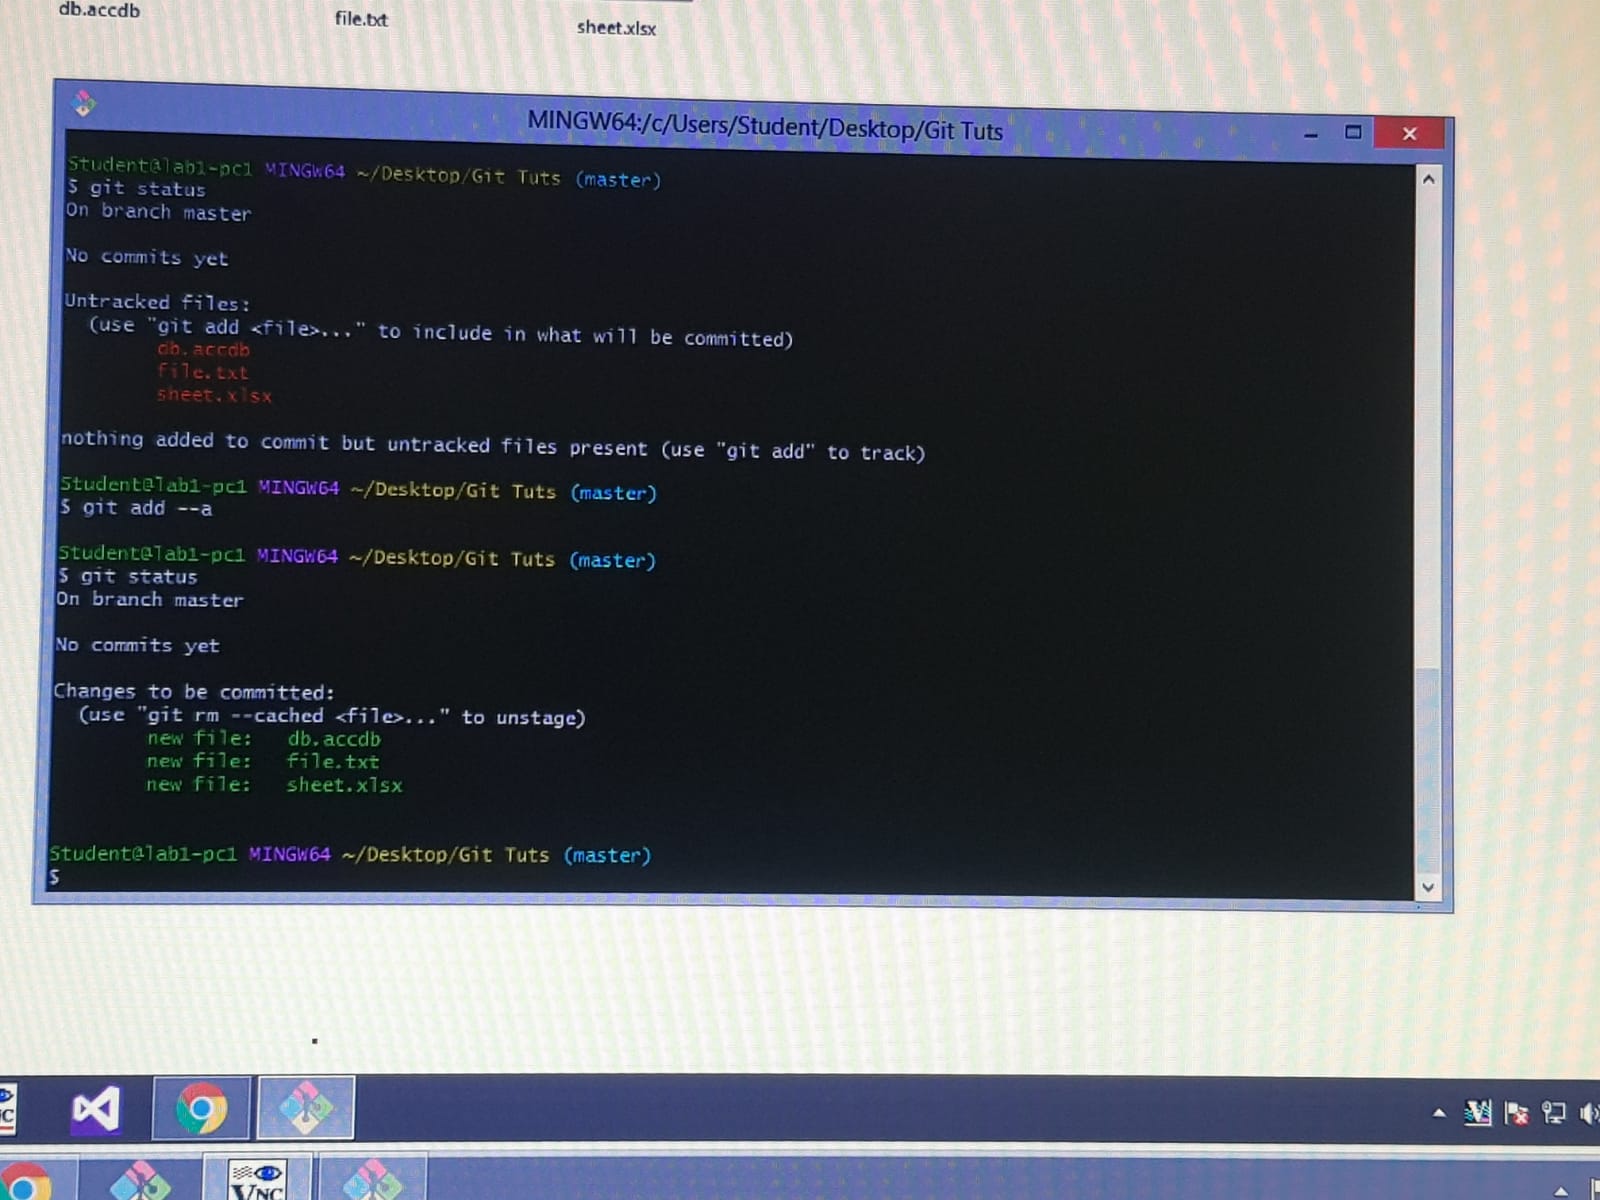 db.accdb
file.txt
sheet.xlsx
MINGW64:/c/Users/Student/Desktop/Git Tuts
Student@lab1-pc1 MINGW64 ~/Desktop/Git Tuts (master)
$ git status
On branch master
No commits yet
Untracked files:
(use "git add <file>..." to include in what will be committed)
db.accdb
file.txt
sheet.xlsx
nothing added to commit but untracked files present (use "git add" to track)
Student@lab1-pc1 MINGW64 ~/Desktop/Git Tuts (master)
$ git add --a
Student@lab1-pc1 MINGW64 ~/Desktop/Git Tuts (master)
$ git status
On branch master
No commits yet
Changes to be committed:
(use "git rm --cached <file>..." to unstage)
new file: db.accdb
new file: file.txt
new file: sheet.xlsx
Student@lab1-pc1 MINGW64 ~/Desktop/Git Tuts (master)
$
VNC